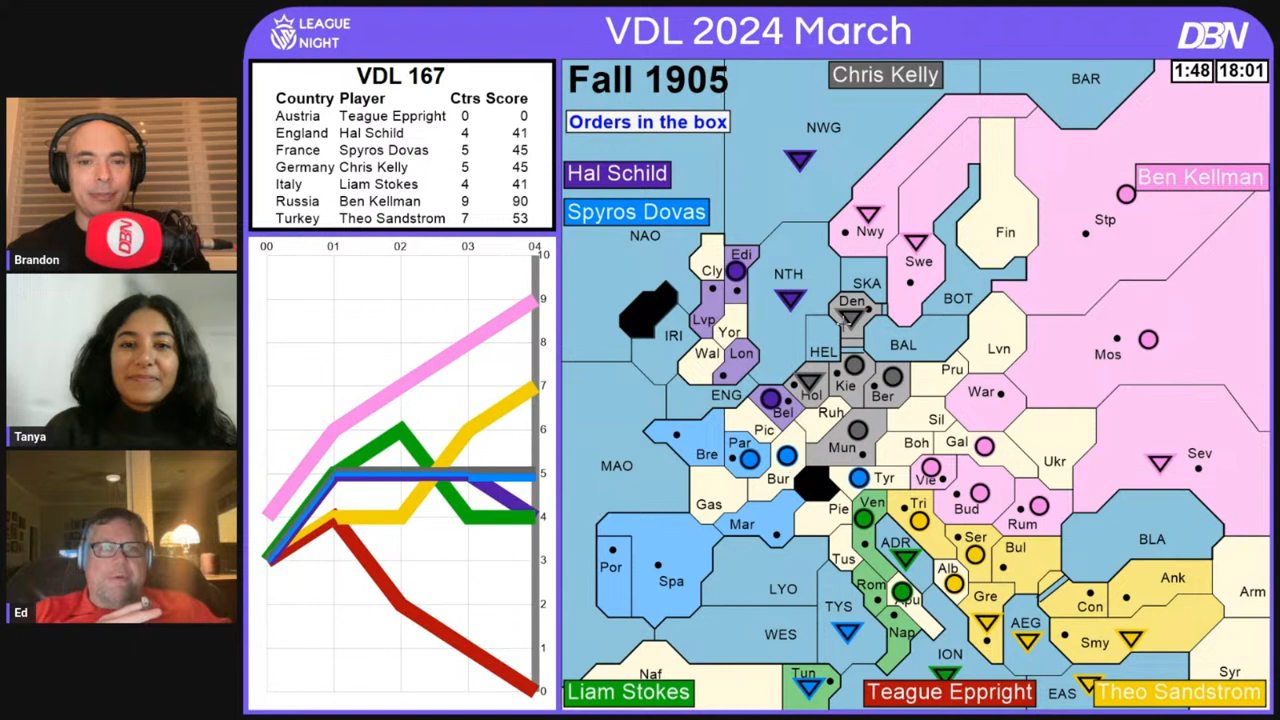 LEAGUE
NIGHT
VDL 2024 March
DBN
VDL 167
Country Player Ctrs Score
Austria Teague Eppright 0 0
England Hal Schild 4 41
France Spyros Dovas 5 45
Germany Chris Kelly 5 45
Italy Liam Stokes 4 41
Russia Ben Kellman 9 90
Turkey Theo Sandstrom 7 53
00 01 02 03 04
10
9
8
7
6
5
4
3
2
1
0
Brandon
DBN
Tanya
Ed
Fall 1905
Chris Kelly
1:48 18:01
BAR
Orders in the box
NWG
Hal Schild
Ben Kellman
Spyros Dovas
Stp
NAO
Nwy
Fin
Edi
Swe
Cly
NTH
SKA
BOT
Den
Lvp
Yor
IRI
HEL
BAL
Lvn
Mos
Wal
Lon
Pru
Kie
Ber
Hol
War
ENG
Bel
Ruh
Sil
Pic
Boh
Gal
Par
Mun
Bre
Sev
Ukr
MAO
Bur
Tyr
Vie
Gas
Ven
Tri
Bud
Rum
Pie
Mar
ADR
Ser
Bul
BLA
Tus
Por
Spa
Alb
Ank
Rom
LYO
Apu
Gre
Con
Arm
TYS
AEG
Nap
WES
Smy
ION
Naf
Tun
Syr
Liam Stokes
Teague Eppright
EAS
Theo Sandstrom